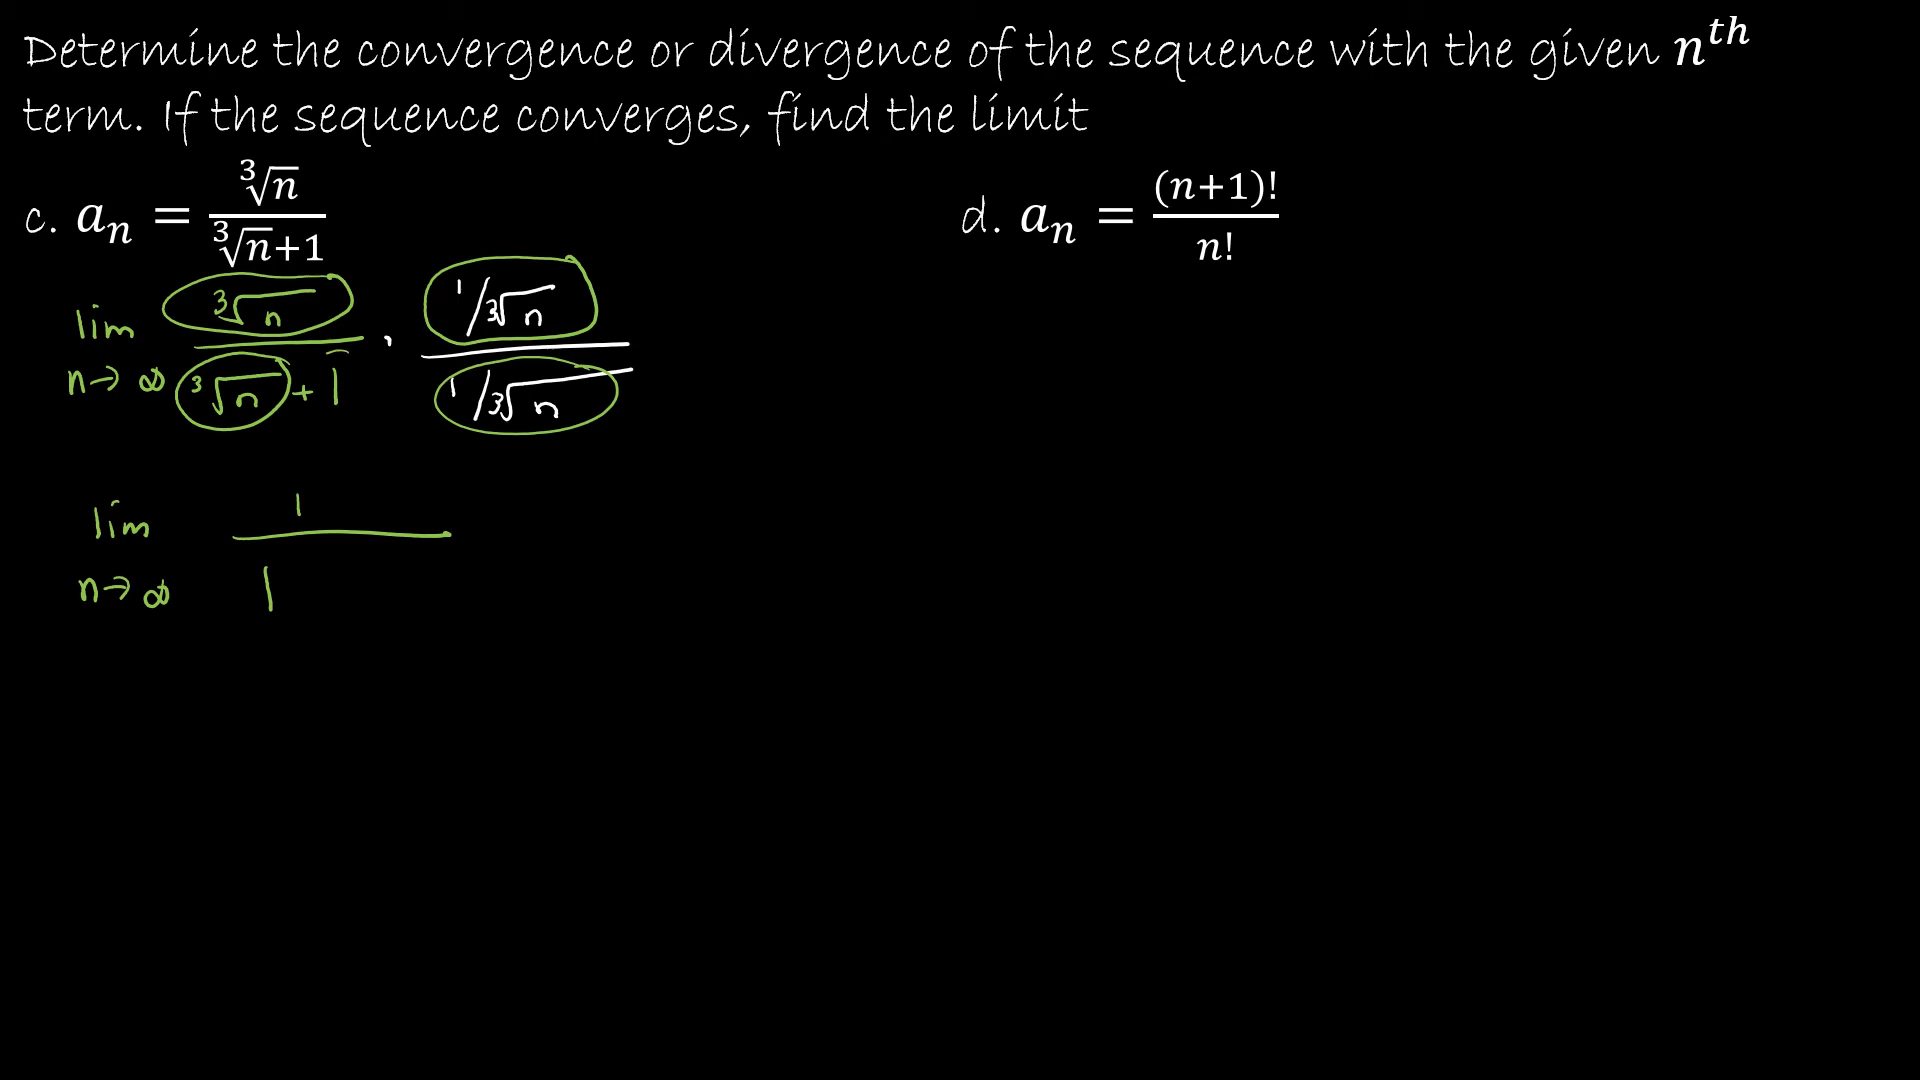 Determine the convergence or divergence of the sequence with the given nᵗʰ
term. If the sequence converges, find the limit
c. aₙ = ∛n / (∛n+1)
d. aₙ = (n+1)! / n!
lim n→∞ ∛n / (∛n + 1) · (1/∛n) / (1/∛n)
lim n→∞ 1 / 1